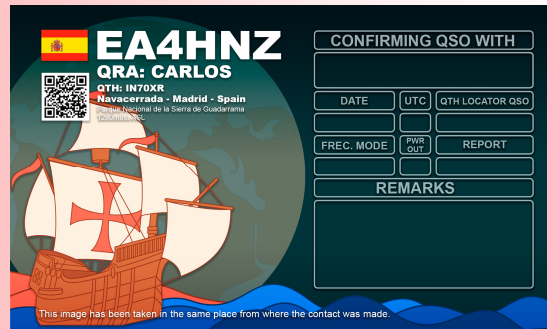 EA4HNZ
QRA: CARLOS
QTH: IN70XR
Navacerrada - Madrid - Spain
Parque Nacional de la Sierra de Guadarrama
1290mts ASL
CONFIRMING QSO WITH
DATE UTC QTH LOCATOR QSO
FREC. MODE PWR OUT REPORT
REMARKS
This image has been taken in the same place from where the contact was made.